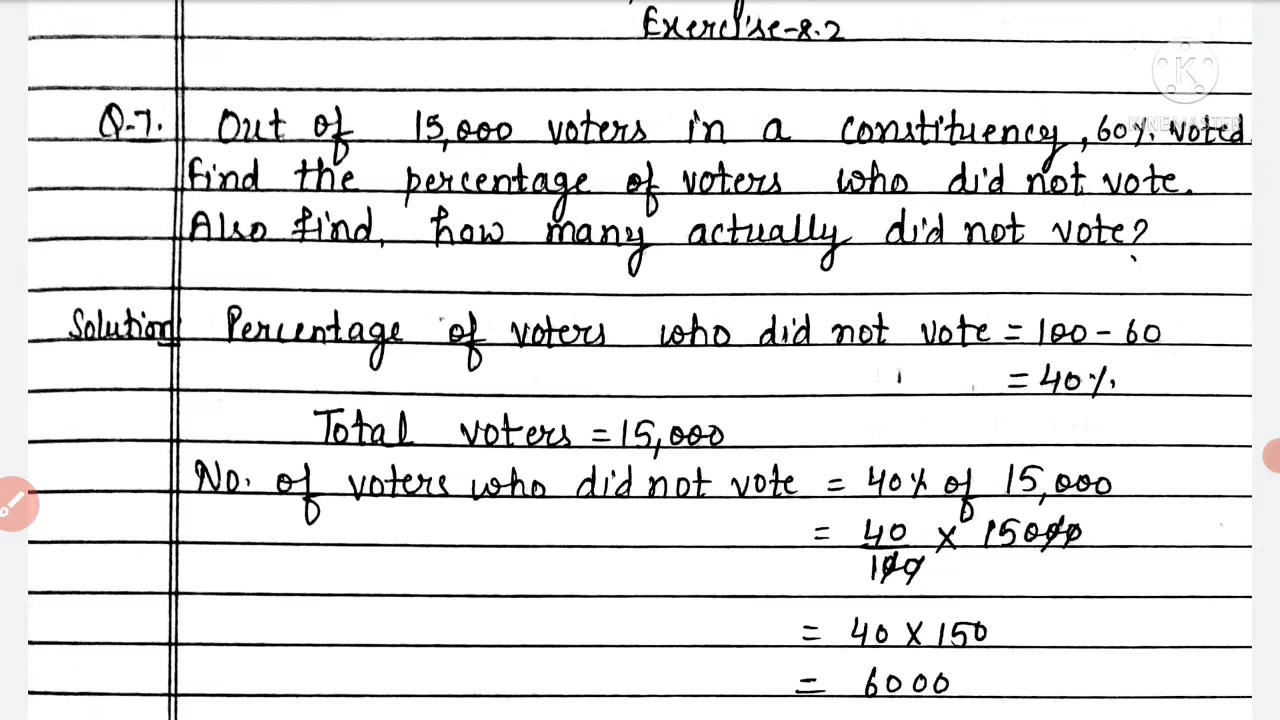 Exercise-8.2
KINEMASTER
Q-7. Out of 15,000 voters in a constituency, 60% voted.
Find the percentage of voters who did not vote.
Also find, how many actually did not vote?
Solution Percentage of voters who did not vote = 100 - 60
= 40%.
Total voters = 15,000
No. of voters who did not vote = 40% of 15,000
= 40/100 × 15000
= 40 × 150
= 6000